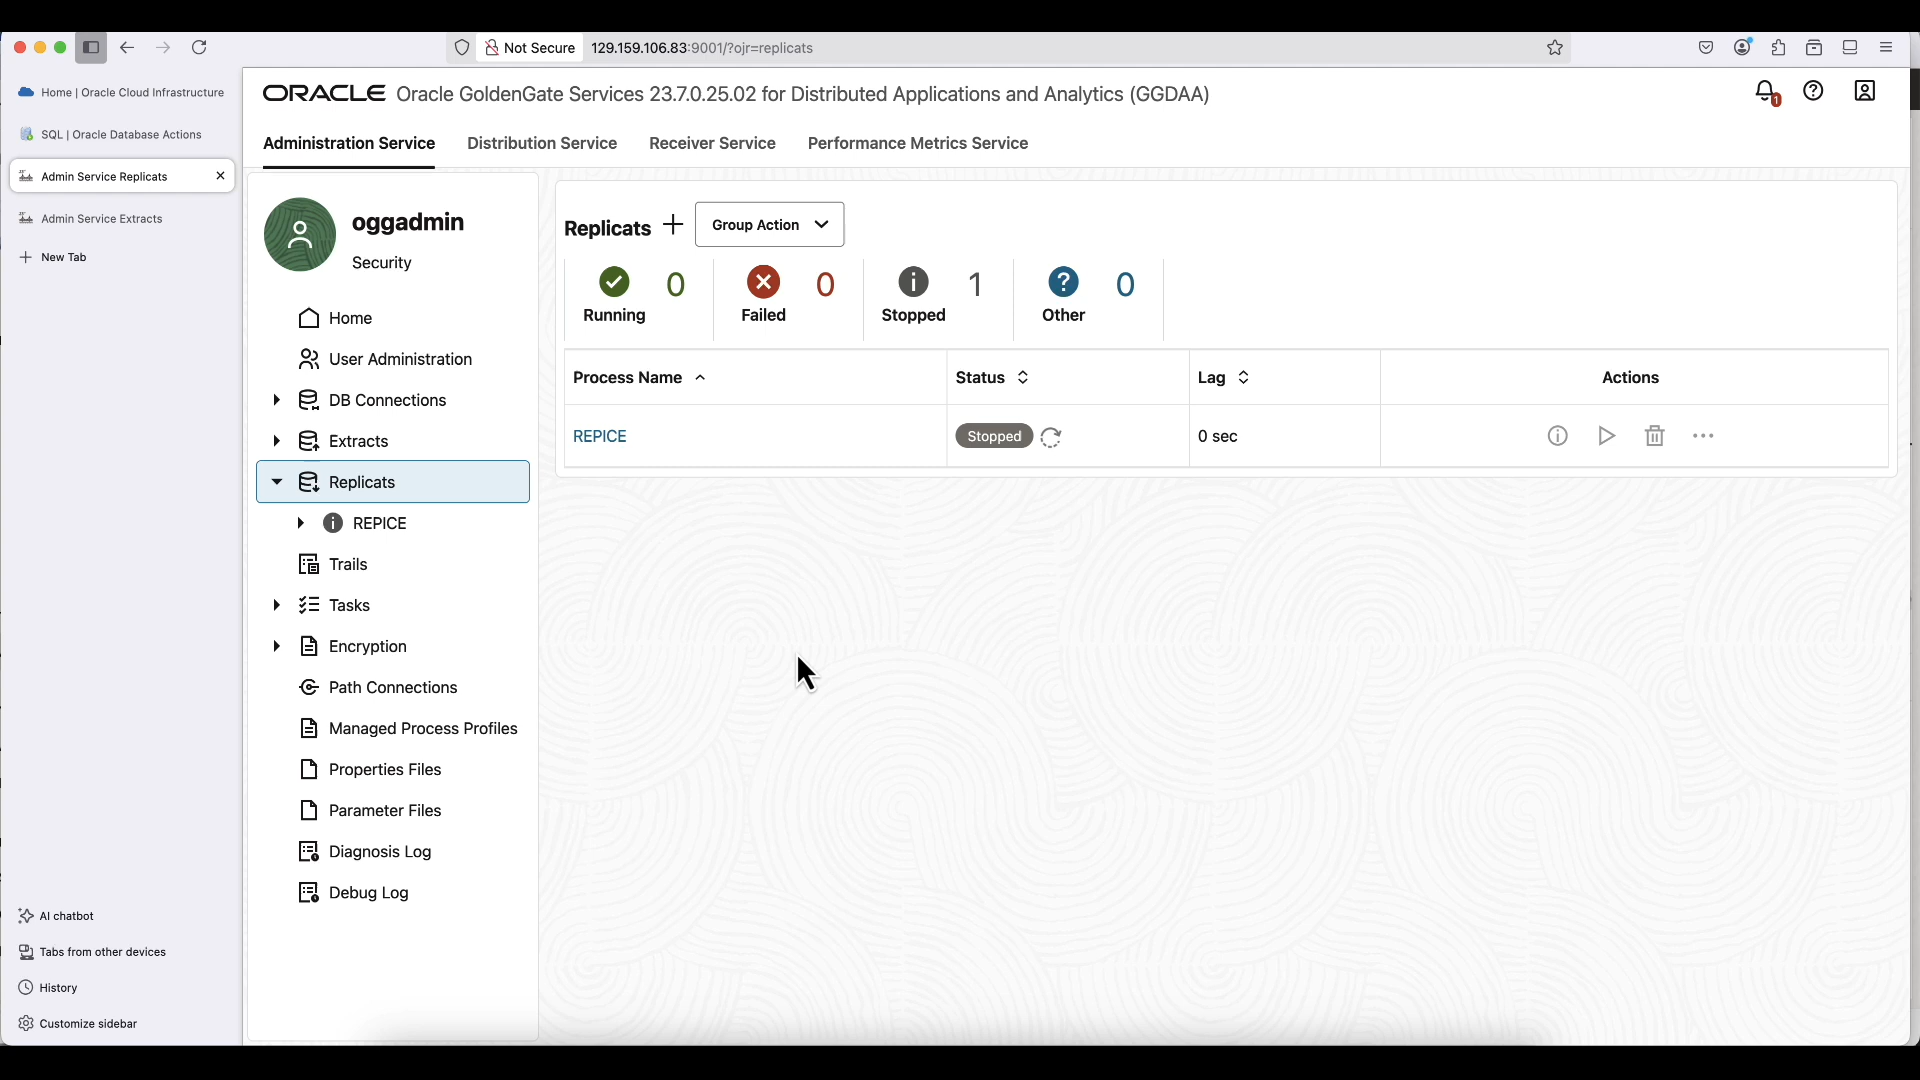 Not Secure 129.159.106.83:9001/?ojr=replicats
Home | Oracle Cloud Infrastructure
SQL | Oracle Database Actions
Admin Service Replicats
Admin Service Extracts
New Tab
AI chatbot
Tabs from other devices
History
Customize sidebar
ORACLE Oracle GoldenGate Services 23.7.0.25.02 for Distributed Applications and Analytics (GGDAA)
1
Administration Service Distribution Service Receiver Service Performance Metrics Service
oggadmin
Security
Home
User Administration
DB Connections
Extracts
Replicats
REPICE
Trails
Tasks
Encryption
Path Connections
Managed Process Profiles
Properties Files
Parameter Files
Diagnosis Log
Debug Log
Replicats Group Action
0 0 1 0
Running Failed Stopped Other
Process Name Status Lag Actions
REPICE Stopped 0 sec